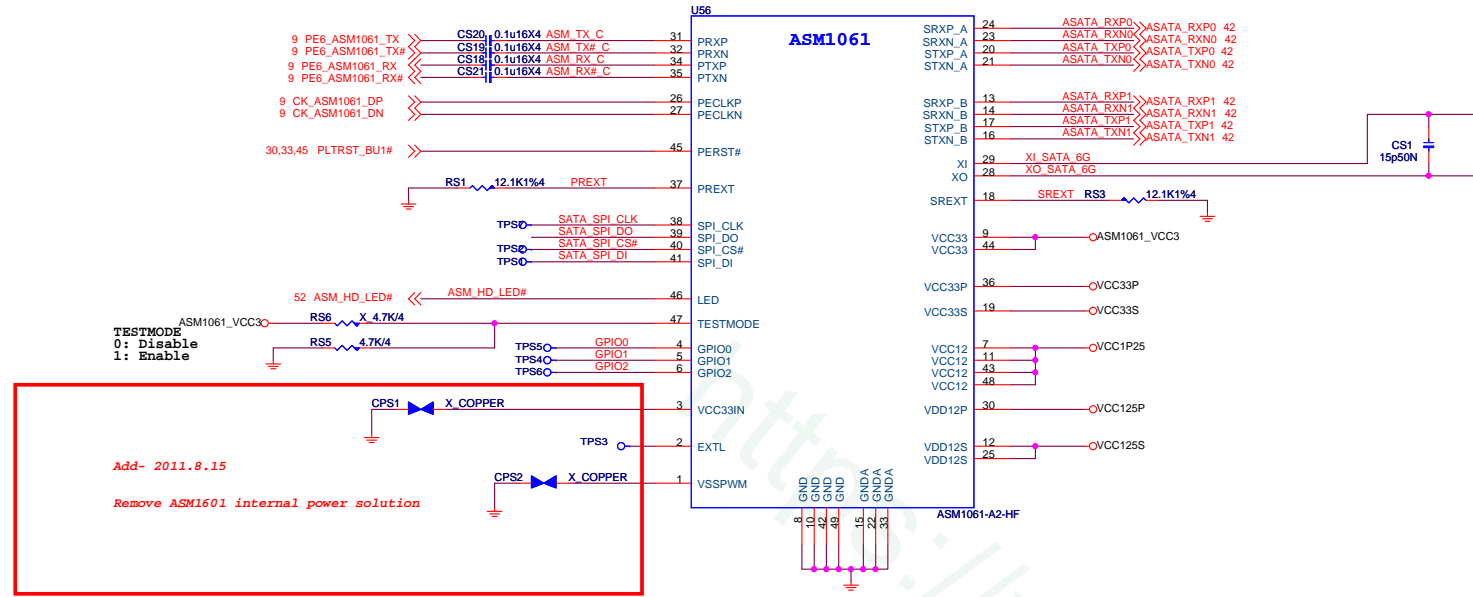 U56
ASM1061
9 PE6_ASM1061_TX CS20 0.1u16X4 ASM_TX_C 31 PRXP
9 PE6_ASM1061_TX# CS19 0.1u16X4 ASM_TX#_C 32 PRXN
9 PE6_ASM1061_RX CS18 0.1u16X4 ASM_RX_C 34 PTXP
9 PE6_ASM1061_RX# CS21 0.1u16X4 ASM_RX#_C 35 PTXN
9 CK_ASM1061_DP 26 PECLKP
9 CK_ASM1061_DN 27 PECLKN
30,33,45 PLTRST_BU1# 45 PERST#
RS1 12.1K1%4 PREXT 37 PREXT
TPS7 SATA_SPI_CLK 38 SPI_CLK
SATA_SPI_DO 39 SPI_DO
TPS2 SATA_SPI_CS# 40 SPI_CS#
TPS1 SATA_SPI_DI 41 SPI_DI
52 ASM_HD_LED# ASM_HD_LED# 46 LED
ASM1061_VCC3 RS6 X_4.7K/4 47 TESTMODE
TESTMODE
0: Disable
1: Enable
RS5 4.7K/4
TPS5 GPIO0 4 GPIO0
TPS4 GPIO1 5 GPIO1
TPS6 GPIO2 6 GPIO2
CPS1 X_COPPER 3 VCC33IN
TPS3 2 EXTL
CPS2 X_COPPER 1 VSSPWM
Add- 2011.8.15
Remove ASM1601 internal power solution
SRXP_A 24 ASATA_RXP0 ASATA_RXP0 42
SRXN_A 23 ASATA_RXN0 ASATA_RXN0 42
STXP_A 20 ASATA_TXP0 ASATA_TXP0 42
STXN_A 21 ASATA_TXN0 ASATA_TXN0 42
SRXP_B 13 ASATA_RXP1 ASATA_RXP1 42
SRXN_B 14 ASATA_RXN1 ASATA_RXN1 42
STXP_B 17 ASATA_TXP1 ASATA_TXP1 42
STXN_B 16 ASATA_TXN1 ASATA_TXN1 42
XI 29 XI_SATA_6G
XO 28 XO_SATA_6G
CS1
15p50N
SREXT 18 SREXT RS3 12.1K1%4
VCC33 9 ASM1061_VCC3
VCC33 44
VCC33P 36 VCC33P
VCC33S 19 VCC33S
VCC12 7 VCC1P25
VCC12 11
VCC12 43
VCC12 48
VDD12P 30 VCC125P
VDD12S 12 VCC125S
VDD12S 25
GND GND GND GND GNDA GNDA GNDA
8 10 42 49 15 22 33
ASM1061-A2-HF
https://